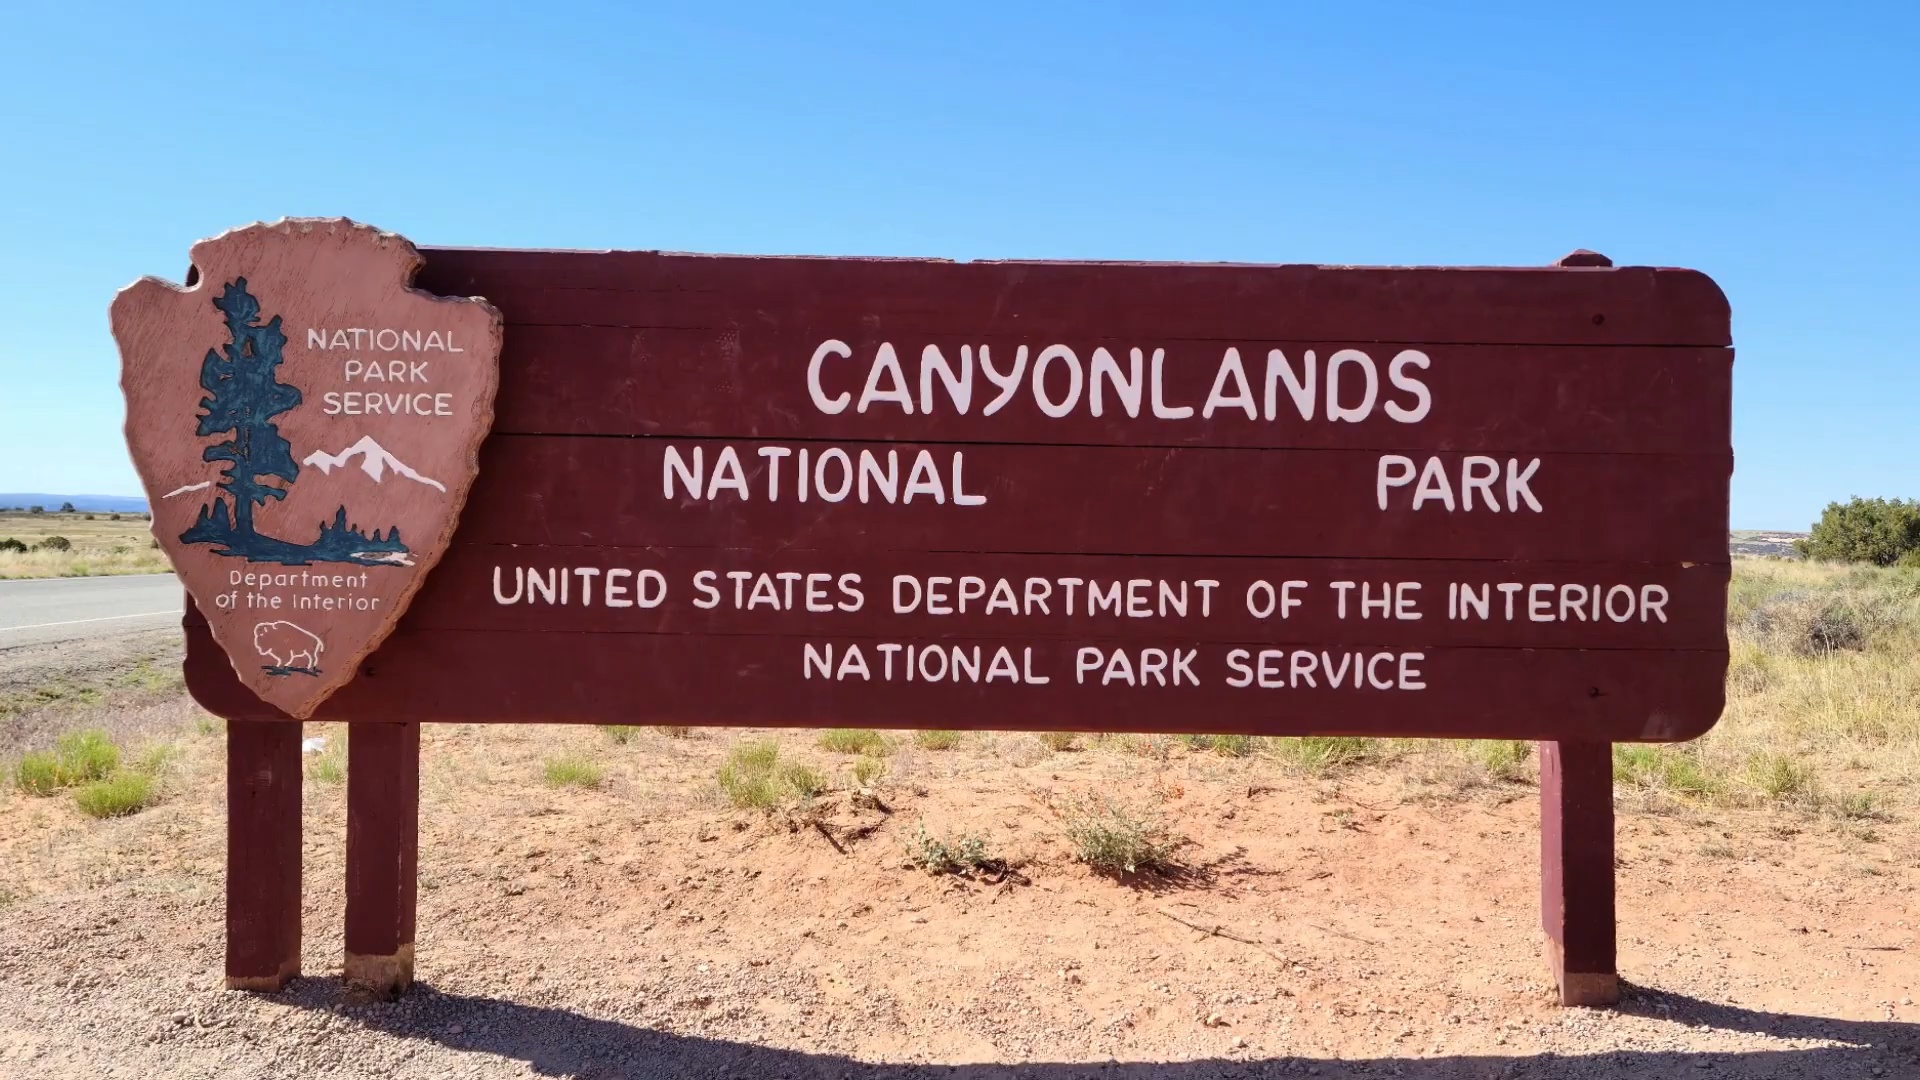 NATIONAL
PARK
SERVICE
Department
of the Interior
CANYONLANDS
NATIONAL PARK
UNITED STATES DEPARTMENT OF THE INTERIOR
NATIONAL PARK SERVICE